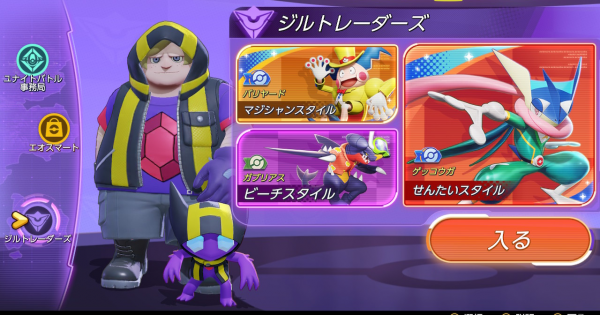 ジルトレーダーズ
ユナイトバトル
事務局
エオスマート
ジルトレーダーズ
バリヤード
マジシャンスタイル
ガブリアス
ビーチスタイル
ゲッコウガ
せんたいスタイル
入る